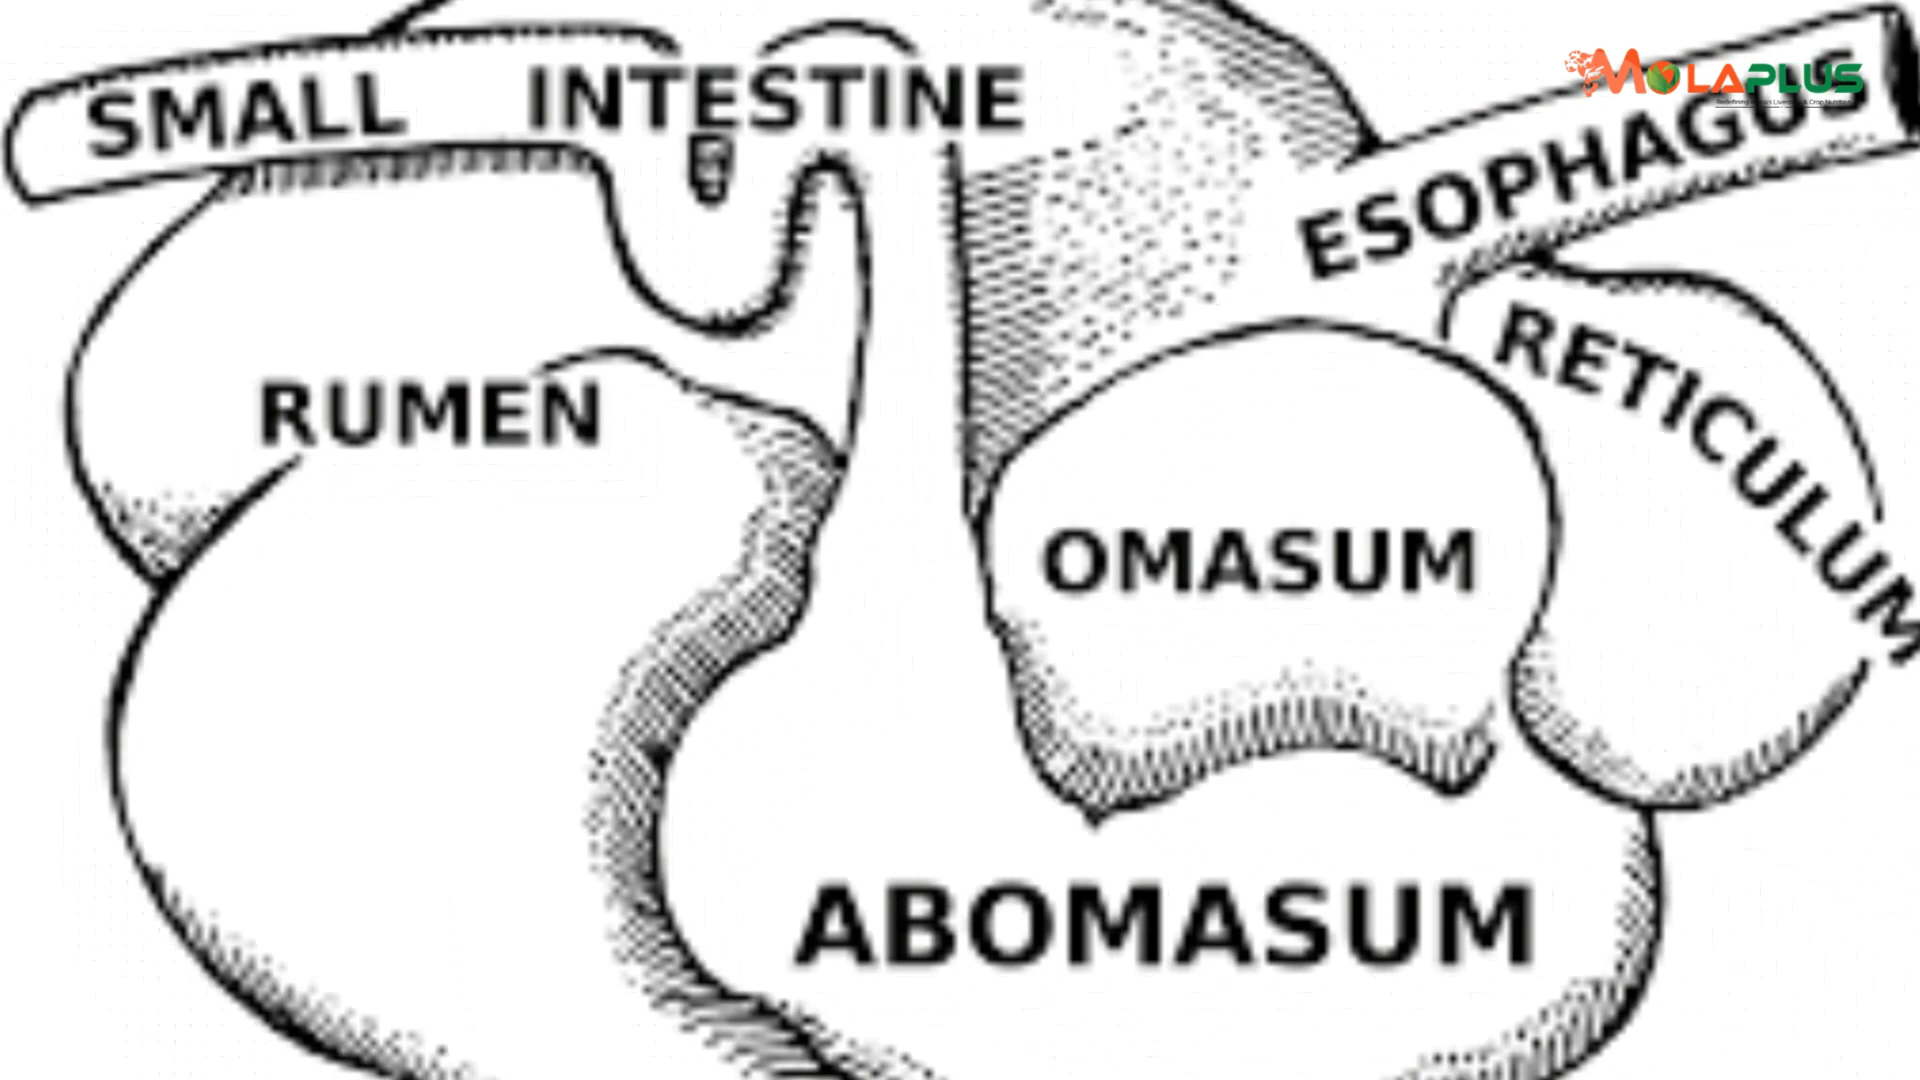 SMALL INTESTINE
MOLAPLUS
ESOPHAGUS
RETICULUM
RUMEN
OMASUM
ABOMASUM